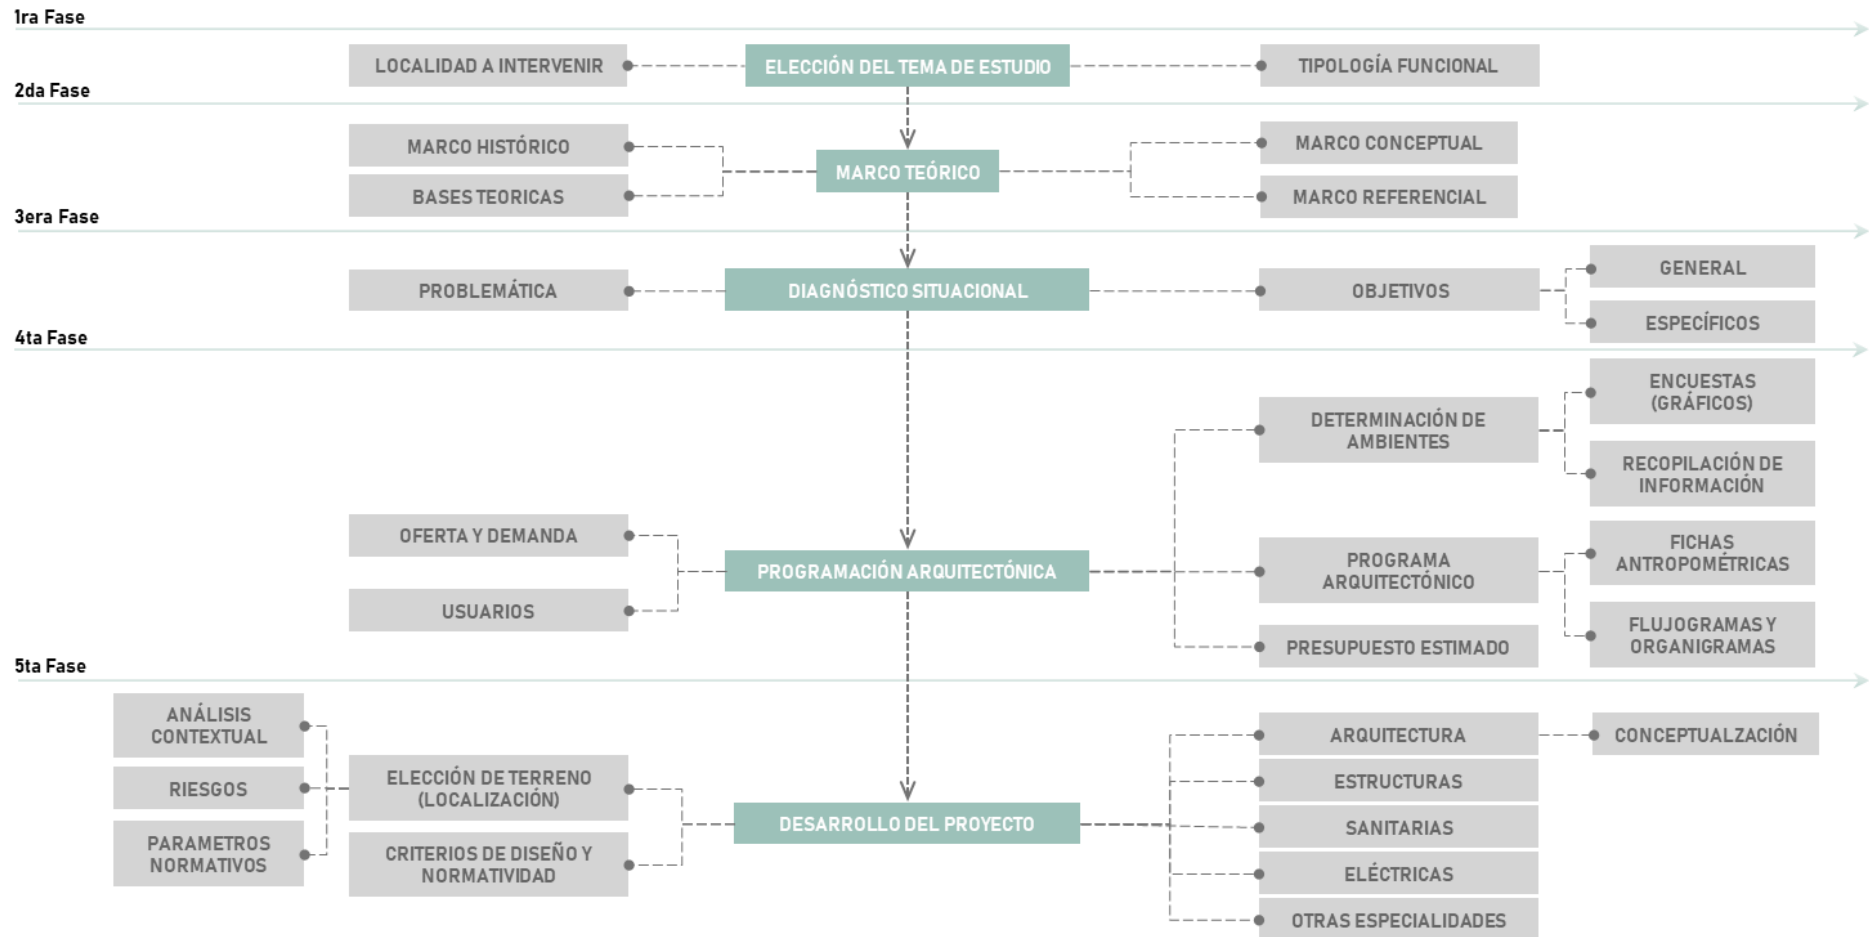 1ra Fase
LOCALIDAD A INTERVENIR
ELECCIÓN DEL TEMA DE ESTUDIO
TIPOLOGÍA FUNCIONAL
2da Fase
MARCO HISTÓRICO
BASES TEORICAS
MARCO TEÓRICO
MARCO CONCEPTUAL
MARCO REFERENCIAL
3era Fase
PROBLEMÁTICA
DIAGNÓSTICO SITUACIONAL
OBJETIVOS
GENERAL
ESPECÍFICOS
4ta Fase
OFERTA Y DEMANDA
USUARIOS
PROGRAMACIÓN ARQUITECTÓNICA
DETERMINACIÓN DE
AMBIENTES
ENCUESTAS
(GRÁFICOS)
RECOPILACIÓN DE
INFORMACIÓN
PROGRAMA
ARQUITECTÓNICO
FICHAS
ANTROPOMÉTRICAS
FLUJOGRAMAS Y
ORGANIGRAMAS
PRESUPUESTO ESTIMADO
5ta Fase
ANÁLISIS
CONTEXTUAL
RIESGOS
PARAMETROS
NORMATIVOS
ELECCIÓN DE TERRENO
(LOCALIZACIÓN)
CRITERIOS DE DISEÑO Y
NORMATIVIDAD
DESARROLLO DEL PROYECTO
ARQUITECTURA
CONCEPTUALZACIÓN
ESTRUCTURAS
SANITARIAS
ELÉCTRICAS
OTRAS ESPECIALIDADES